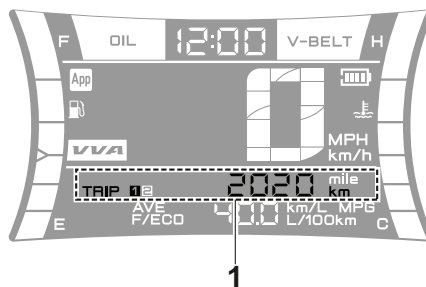 F OIL 12:00 V-BELT H
App
VVA MPH
km/h
TRIP 1 2 2020 mile
km
AVE
F/ECO 40.0 km/L MPG
L/100km
E C
1